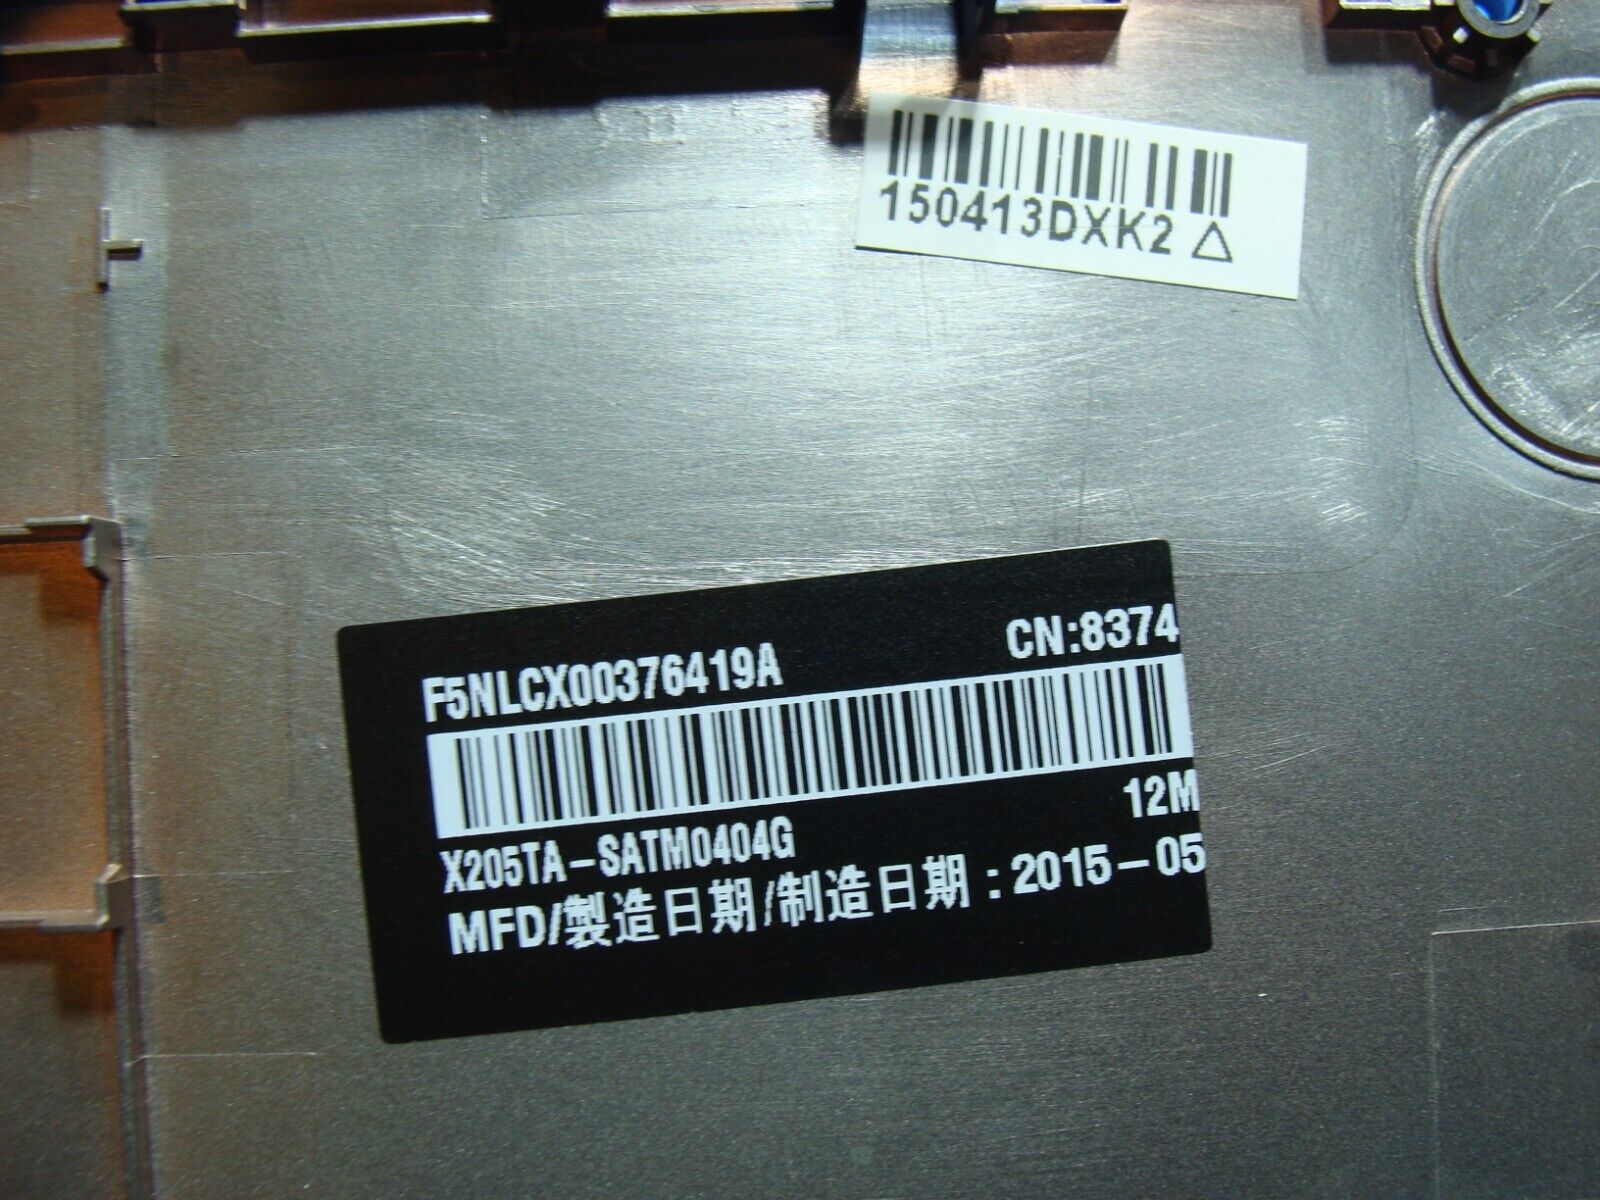 150413DXK2 △
F5NLCX00376419A CN:8374
X205TA-SATM0404G 12M
MFD/製造日期/制造日期:2015-05